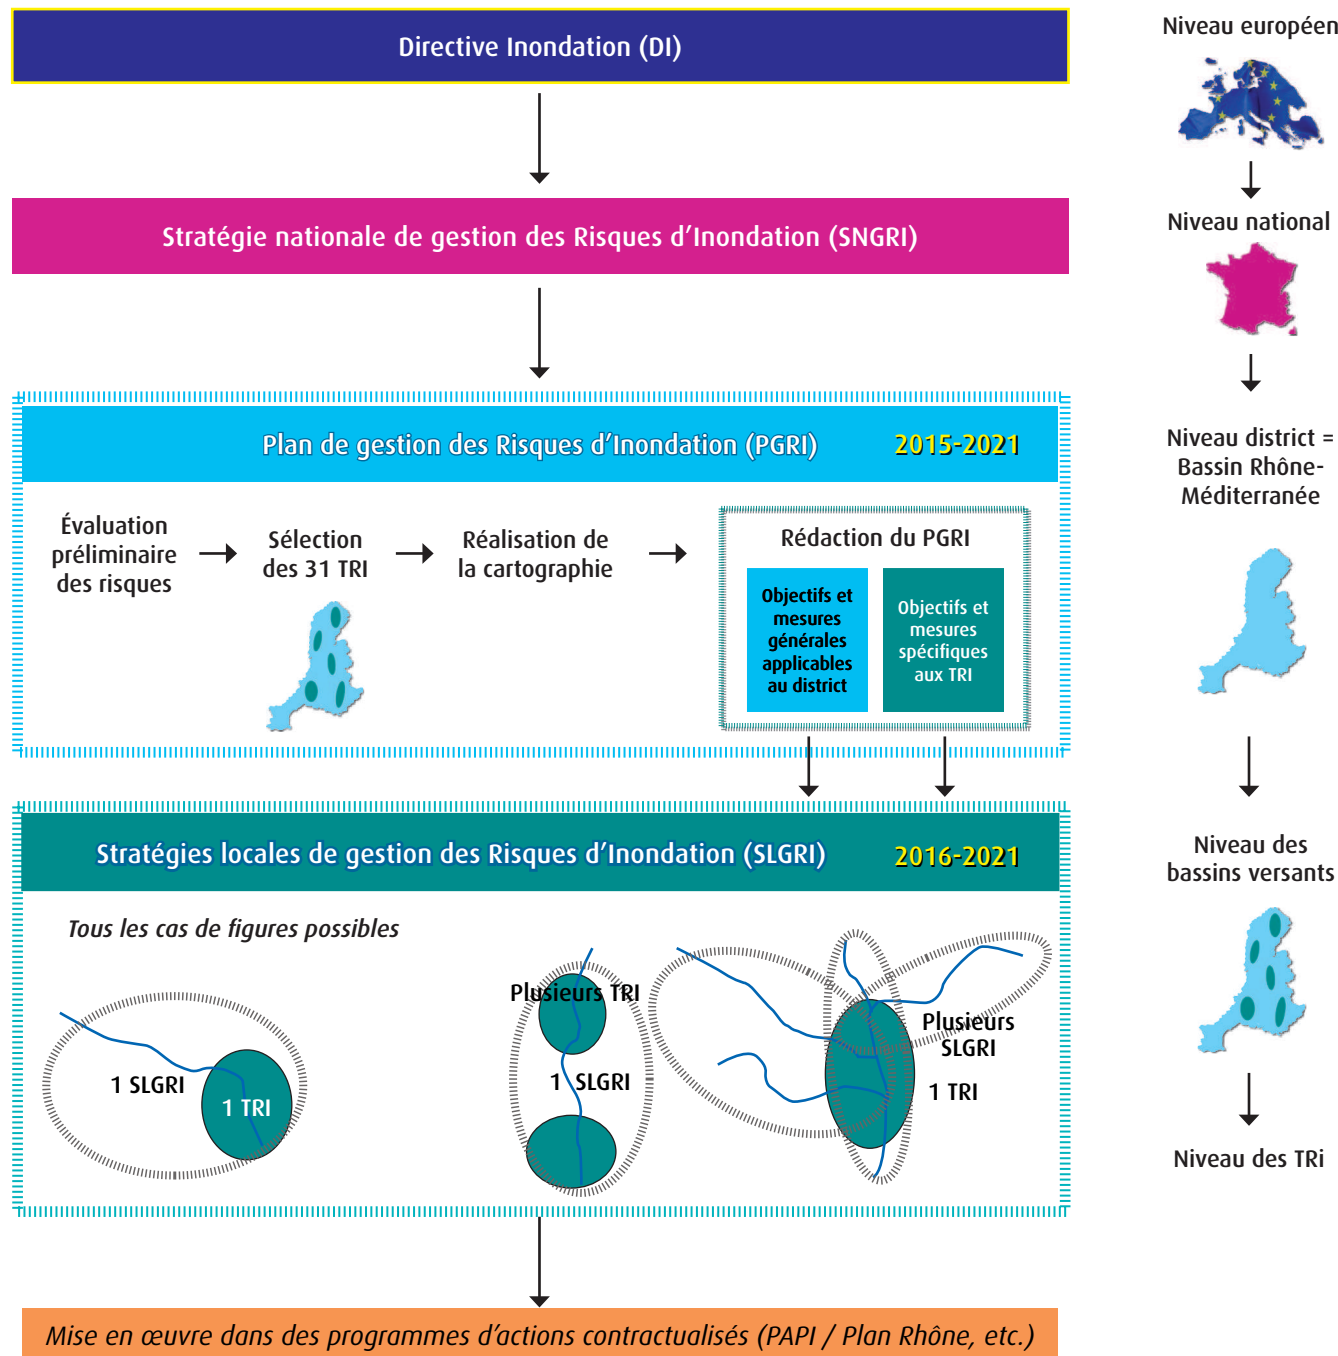 Directive Inondation (DI)
Niveau européen
Stratégie nationale de gestion des Risques d'Inondation (SNGRI)
Niveau national
Plan de gestion des Risques d'Inondation (PGRI)
2015-2021
Niveau district =
Bassin Rhône-
Méditerranée
Évaluation
préliminaire
des risques
Sélection
des 31 TRI
Réalisation de
la cartographie
Rédaction du PGRI
Objectifs et
mesures
générales
applicables
au district
Objectifs et
mesures
spécifiques
aux TRI
Stratégies locales de gestion des Risques d'Inondation (SLGRI)
2016-2021
Niveau des
bassins versants
Tous les cas de figures possibles
1 SLGRI
1 TRI
Plusieurs TRI
1 SLGRI
Plusieurs
SLGRI
1 TRI
Niveau des TRi
Mise en œuvre dans des programmes d'actions contractualisés (PAPI / Plan Rhône, etc.)